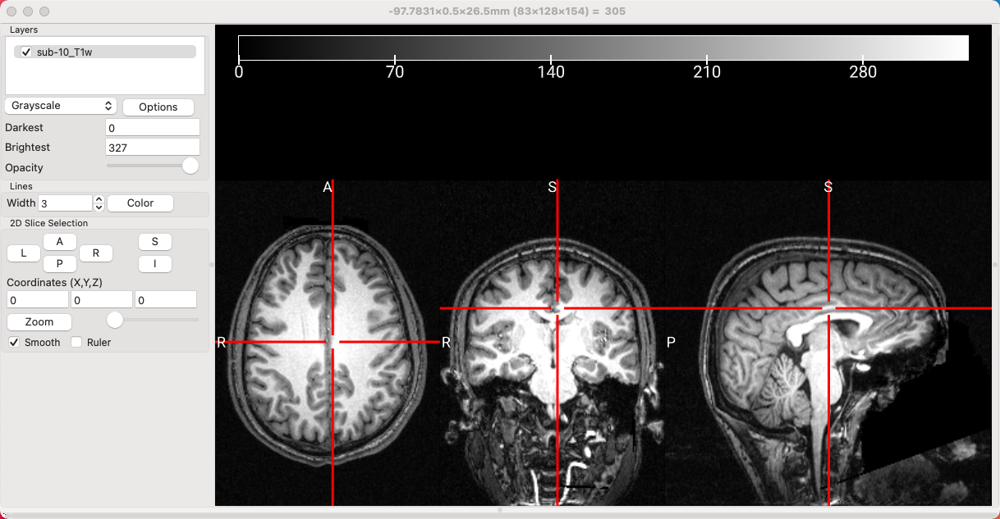 -97.7831×0.5×26.5mm (83×128×154) = 305
Layers
sub-10_T1w
Grayscale
Options
Darkest
0
Brightest
327
Opacity
Lines
Width
3
Color
2D Slice Selection
L
A
R
S
P
I
Coordinates (X,Y,Z)
0
0
0
Zoom
Smooth
Ruler
0
70
140
210
280
A
S
S
R
R
P